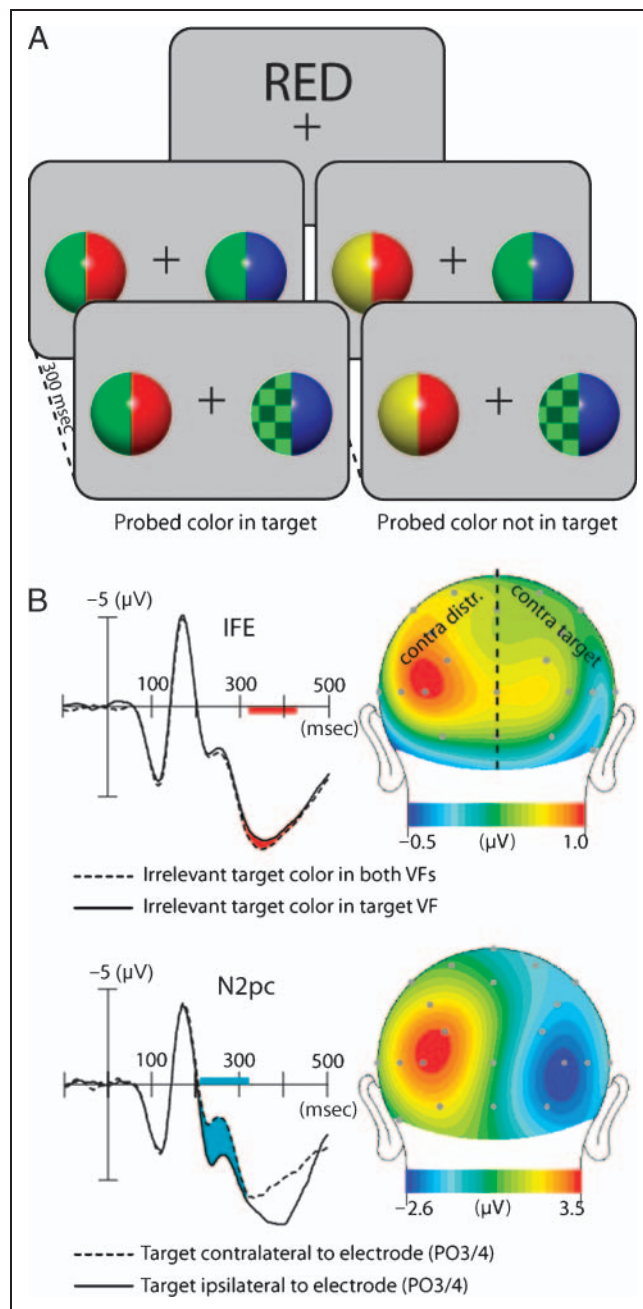 A
RED
300 msec
Probed color in target
Probed color not in target
B
−5 (μV)
IFE
100
300
500
(msec)
contra distr.
contra target
−0.5
(μV)
1.0
Irrelevant target color in both VFs
Irrelevant target color in target VF
−5 (μV)
N2pc
100
300
500
(msec)
−2.6
(μV)
3.5
Target contralateral to electrode (PO3/4)
Target ipsilateral to electrode (PO3/4)